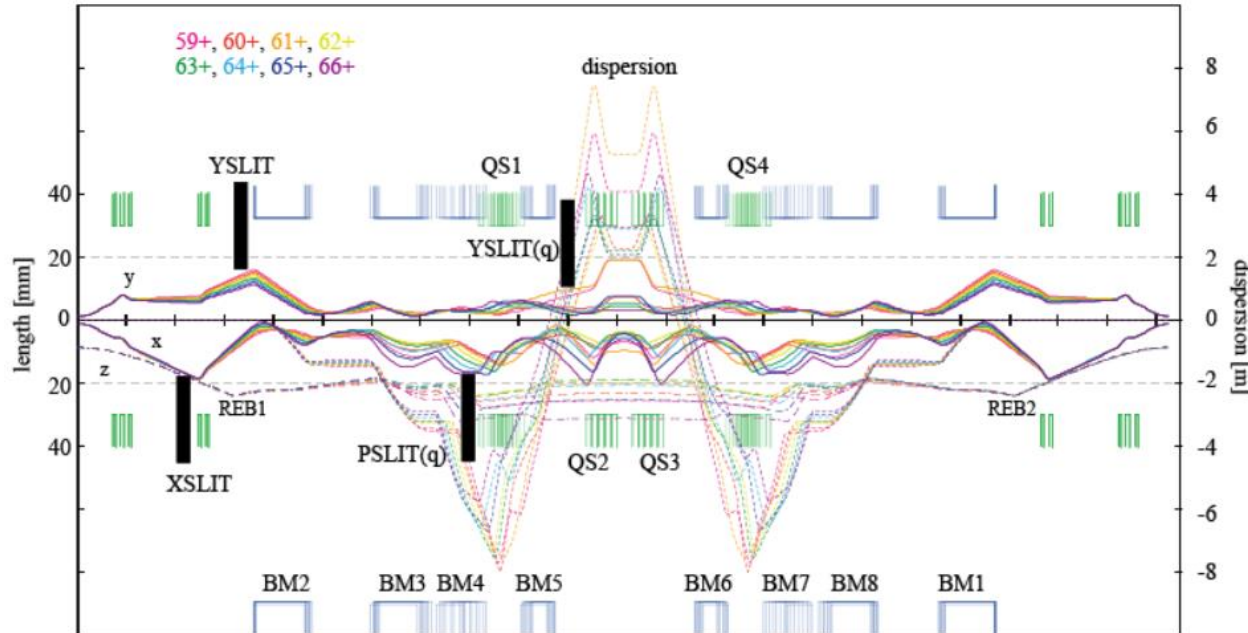 59+, 60+, 61+, 62+
63+, 64+, 65+, 66+
dispersion
8
6
YSLIT
QS1
QS4
40
4
YSLIT(q)
20
2
y
0
0
x
z
20
-2
REB1
REB2
40
-4
PSLIT(q)
QS2
QS3
XSLIT
-6
-8
BM2
BM3
BM4
BM5
BM6
BM7
BM8
BM1
length [mm]
dispersion [m]